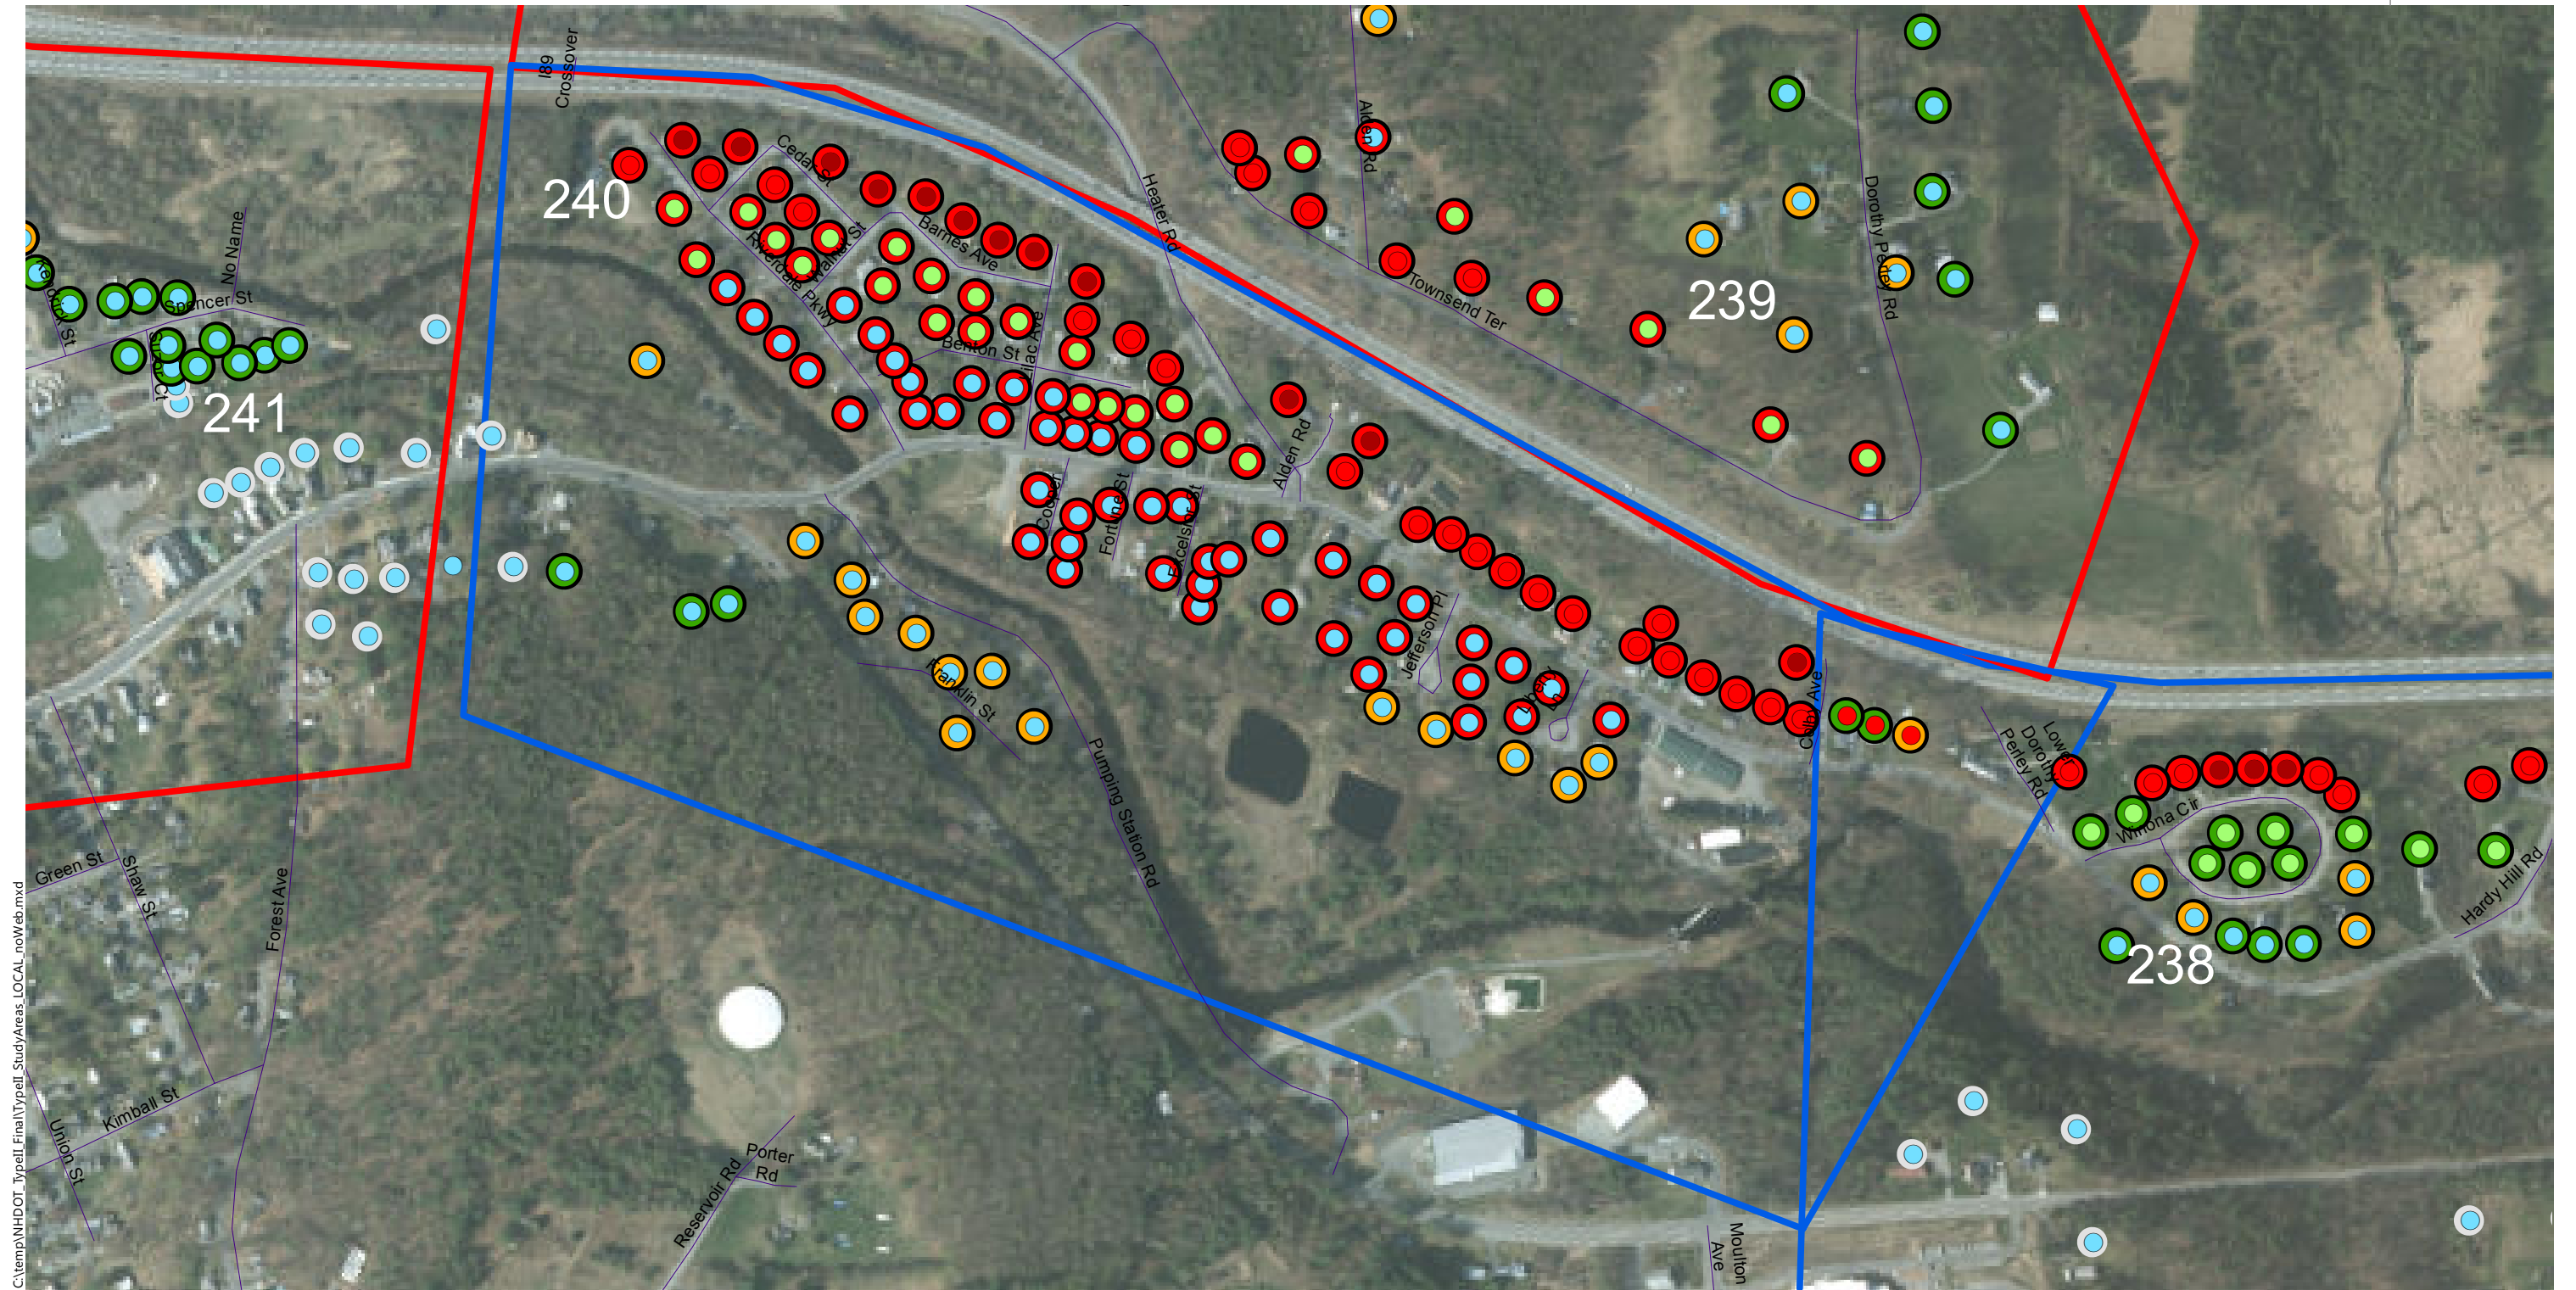 I89
Crossover
Cedar St
240
Riverdale Pkwy
Walnut St
Barnes Ave
Heater Rd
Alden Rd
Townsend Ter
239
Dorothy Perley Rd
No Name
Spencer St
241
Benton St
Lilac Ave
Alden Rd
Cooper
Fortune St
Excelsior St
Jefferson Pl
Liberty
Ln
Colby Ave
Franklin St
Pumping Station Rd
Lower
Dorothy
Perley Rd
Winona Cir
Hardy Hill Rd
238
Green St
Shaw St
Forest Ave
Kimball St
Union St
Porter
Rd
Reservoir Rd
Moulton
Ave
C:\temp\NHDOT_TypeII_Final\TypeII_StudyAreas_LOCAL_noWeb.mxd